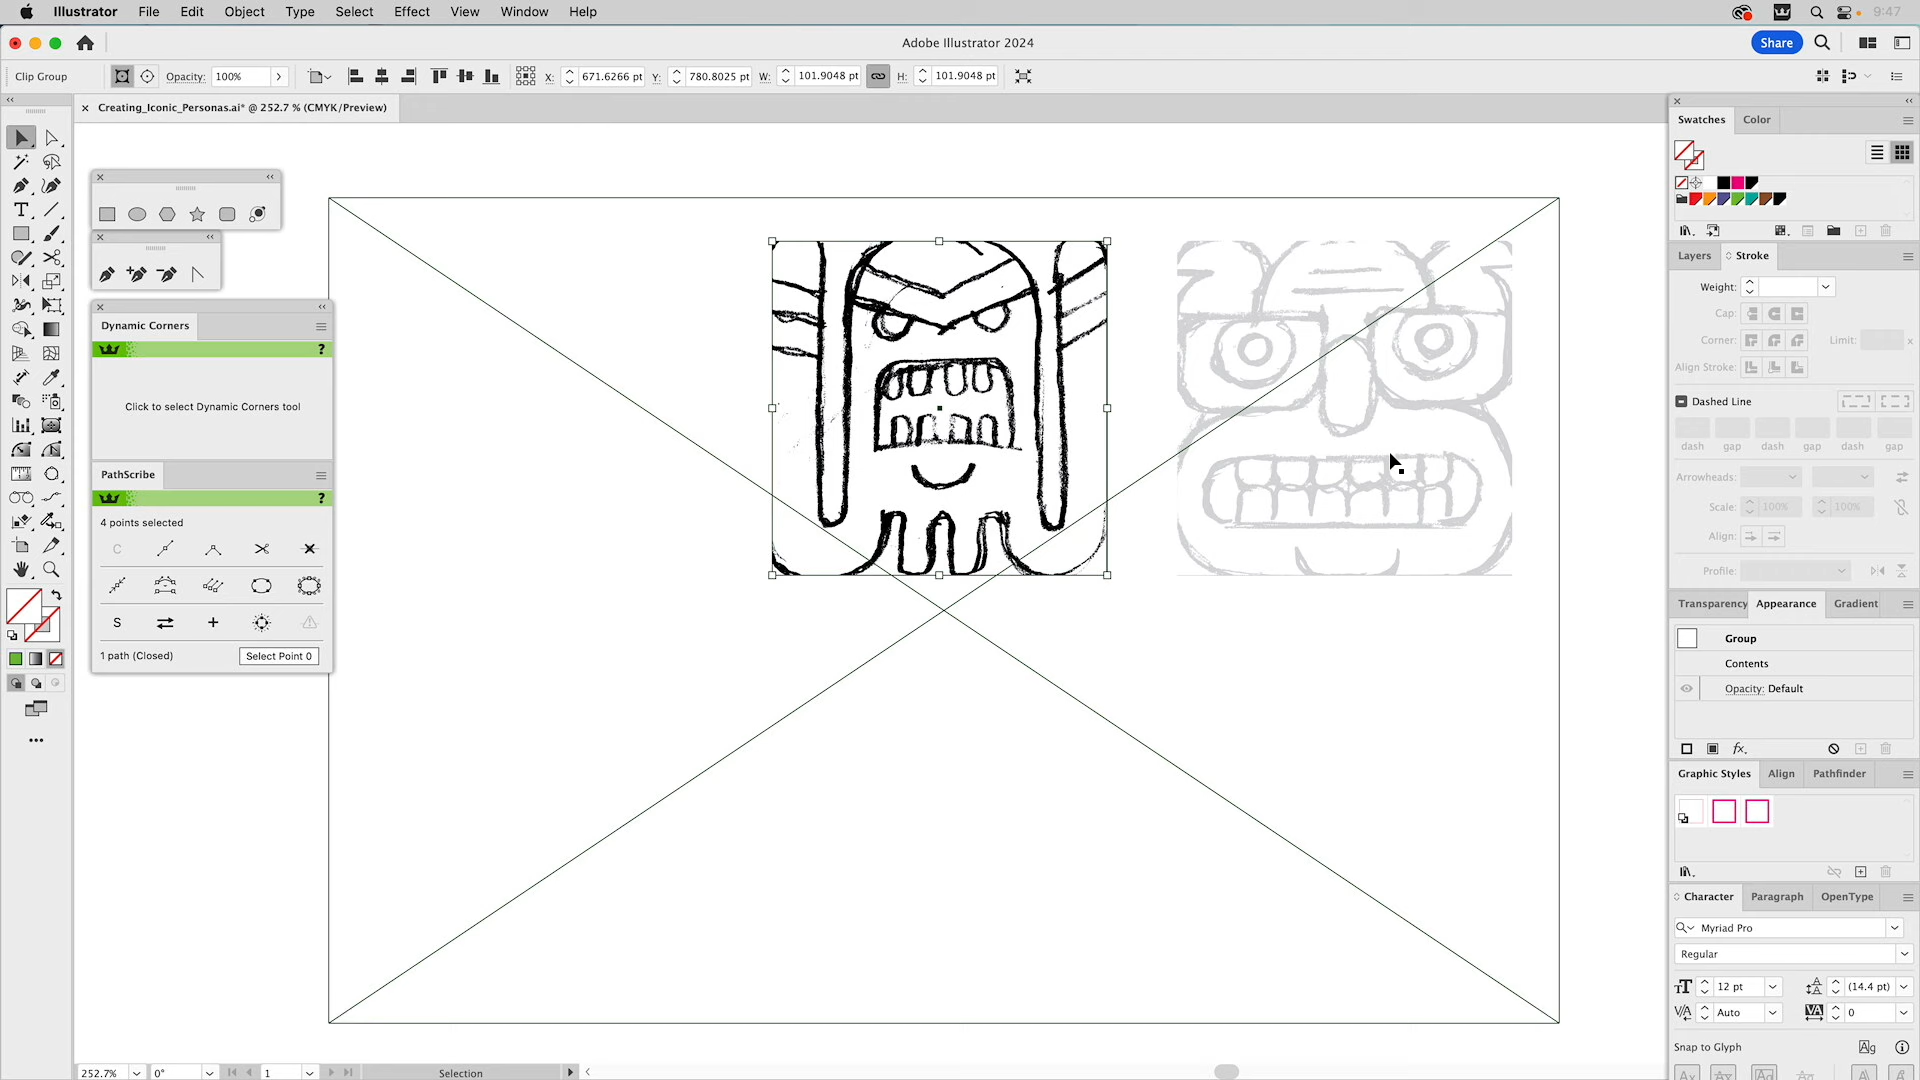 Illustrator File Edit Object Type Select Effect View Window Help 9:47
Adobe Illustrator 2024
Share
Clip Group
Opacity: 100%
X: 671.6266 pt
Y: 780.8025 pt
W: 101.9048 pt
H: 101.9048 pt
Creating_Iconic_Personas.ai* @ 252.7 % (CMYK/Preview)
Dynamic Corners
?
Click to select Dynamic Corners tool
PathScribe
?
4 points selected
C
S
1 path (Closed)
Select Point 0
Swatches Color
Layers Stroke
Weight:
Cap:
Corner:
Limit:
x
Align Stroke:
Dashed Line
dash gap dash gap dash gap
Arrowheads:
Scale: 100% 100%
Align:
Profile:
Transparency Appearance Gradient
Group
Contents
Opacity: Default
fx
Graphic Styles Align Pathfinder
Character Paragraph OpenType
Myriad Pro
Regular
12 pt
(14.4 pt)
Auto
0
Snap to Glyph
252.7%
0°
1
Selection